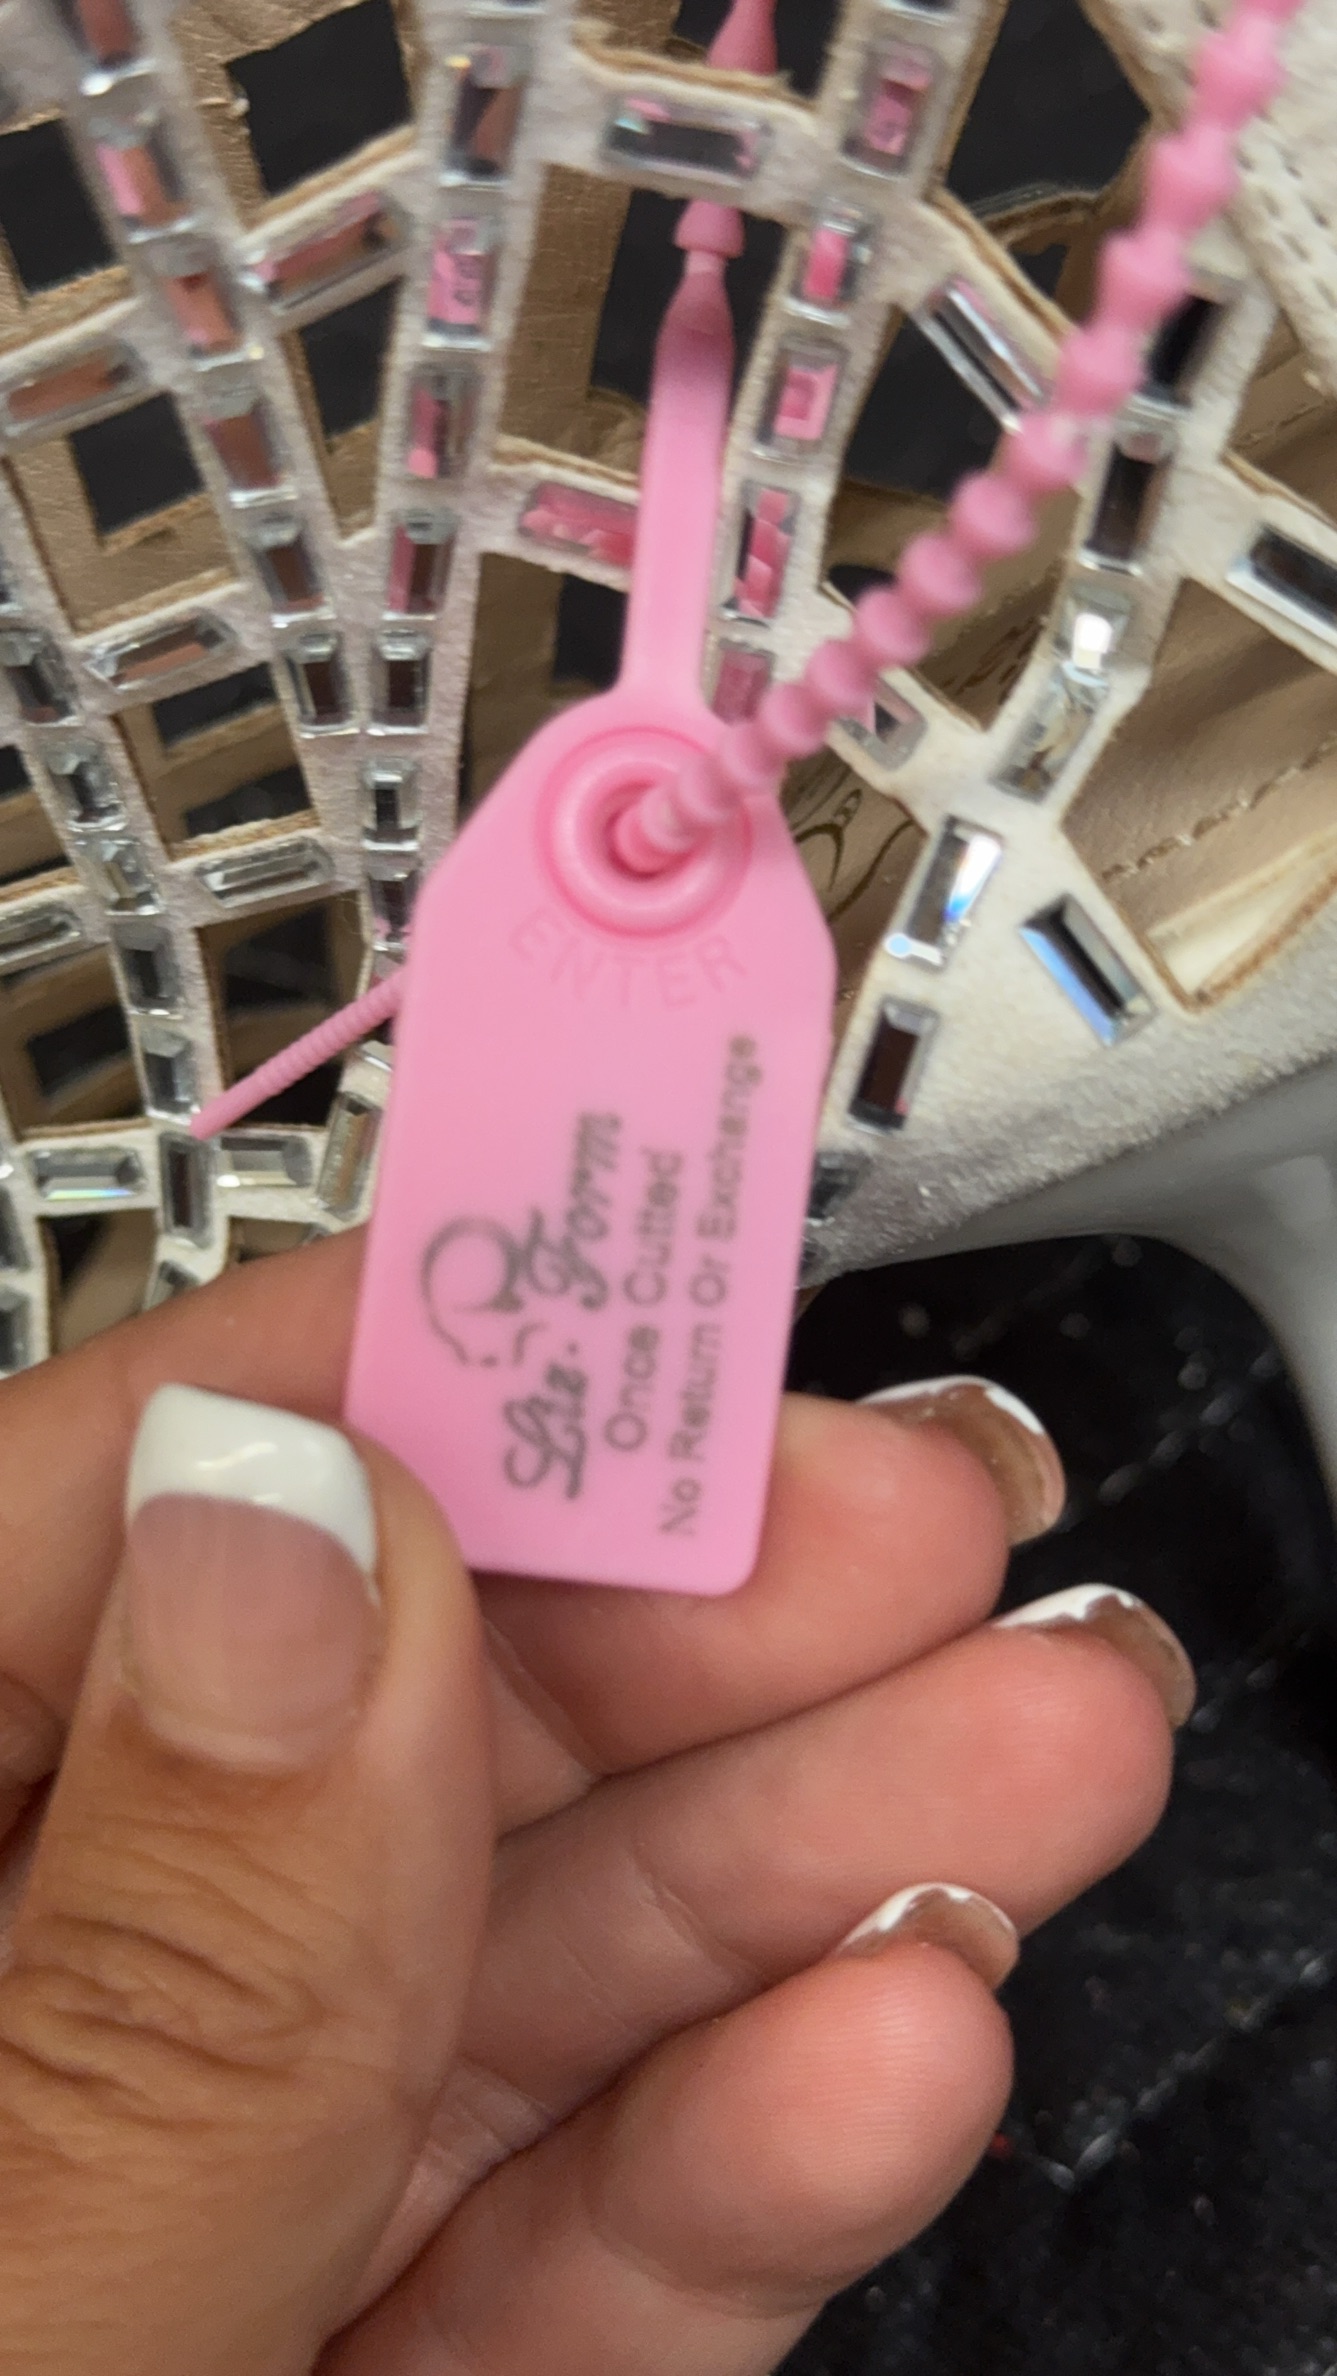 ENTER
Liz. Form
Once Cutted
No Return Or Exchange